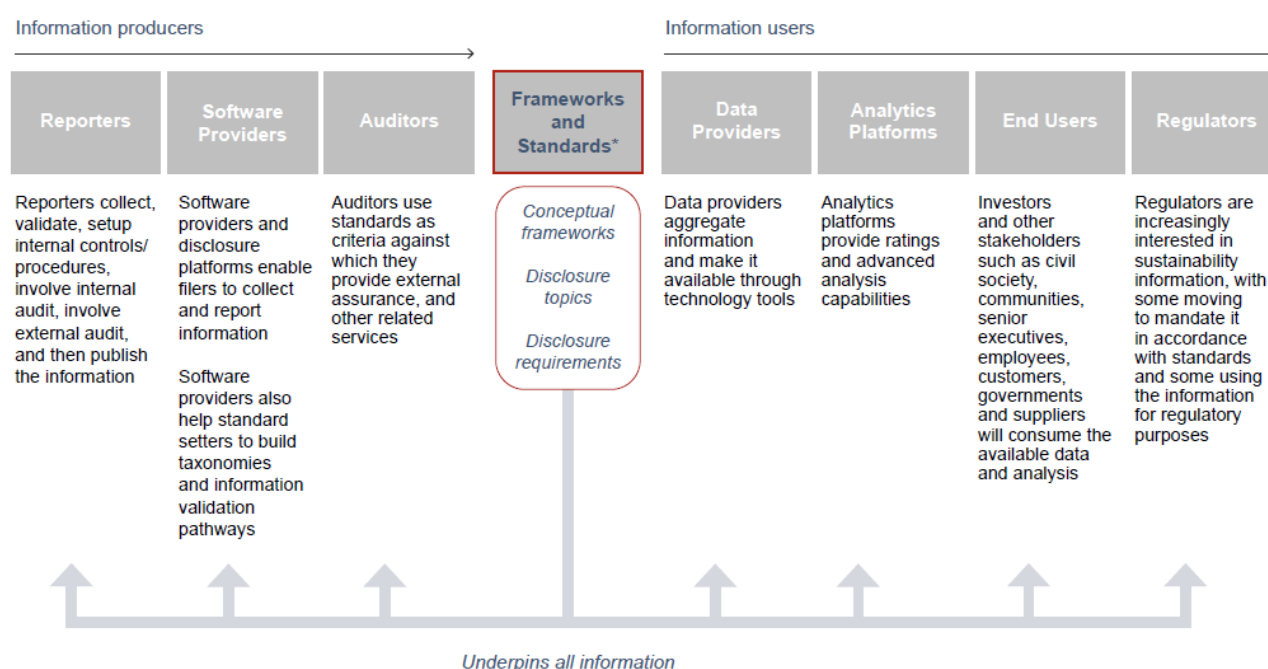 Information producers
Information users
Reporters
Software
Providers
Auditors
Frameworks
and
Standards*
Data
Providers
Analytics
Platforms
End Users
Regulators
Reporters collect,
validate, setup
internal controls/
procedures,
involve internal
audit, involve
external audit,
and then publish
the information
Software
providers and
disclosure
platforms enable
filers to collect
and report
information
Software
providers also
help standard
setters to build
taxonomies
and information
validation
pathways
Auditors use
standards as
criteria against
which they
provide external
assurance, and
other related
services
Conceptual
frameworks
Disclosure
topics
Disclosure
requirements
Data providers
aggregate
information
and make it
available through
technology tools
Analytics
platforms
provide ratings
and advanced
analysis
capabilities
Investors
and other
stakeholders
such as civil
society,
communities,
senior
executives,
employees,
customers,
governments
and suppliers
will consume the
available data
and analysis
Regulators are
increasingly
interested in
sustainability
information, with
some moving
to mandate it
in accordance
with standards
and some using
the information
for regulatory
purposes
Underpins all information